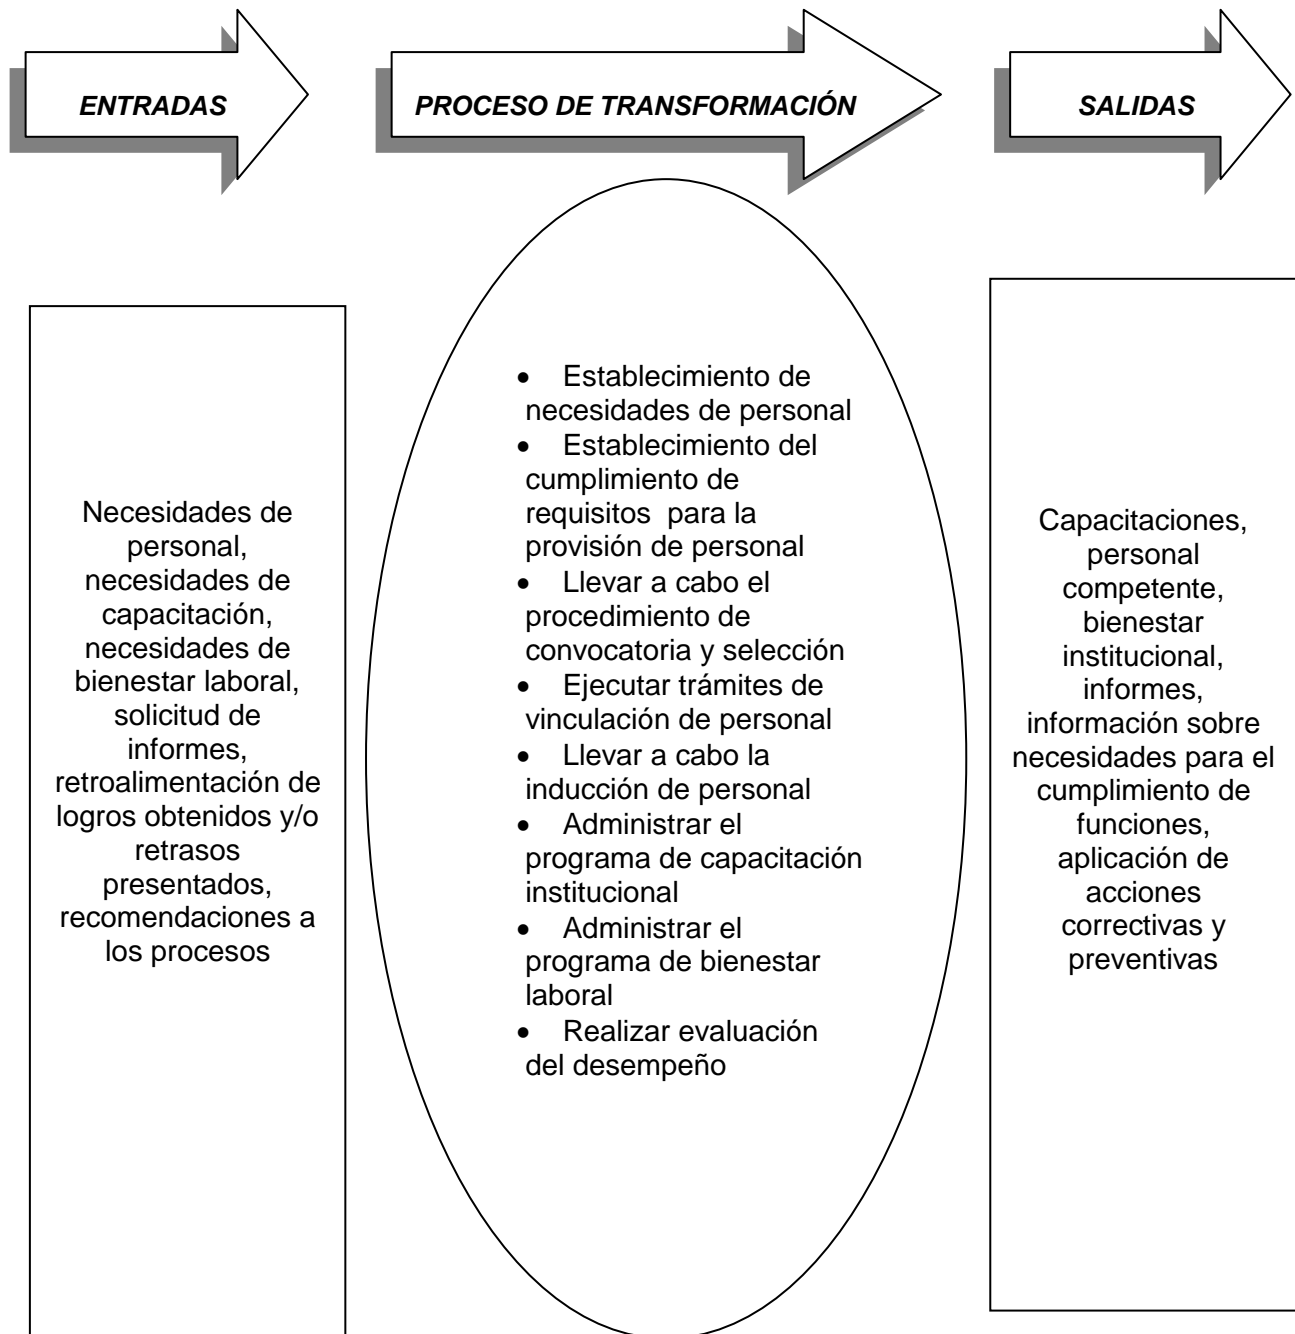 ENTRADAS
PROCESO DE TRANSFORMACIÓN
SALIDAS
Necesidades de
personal,
necesidades de
capacitación,
necesidades de
bienestar laboral,
solicitud de
informes,
retroalimentación de
logros obtenidos y/o
retrasos
presentados,
recomendaciones a
los procesos
• Establecimiento de
necesidades de personal
• Establecimiento del
cumplimiento de
requisitos para la
provisión de personal
• Llevar a cabo el
procedimiento de
convocatoria y selección
• Ejecutar trámites de
vinculación de personal
• Llevar a cabo la
inducción de personal
• Administrar el
programa de capacitación
institucional
• Administrar el
programa de bienestar
laboral
• Realizar evaluación
del desempeño
Capacitaciones,
personal
competente,
bienestar
institucional,
informes,
información sobre
necesidades para el
cumplimiento de
funciones,
aplicación de
acciones
correctivas y
preventivas